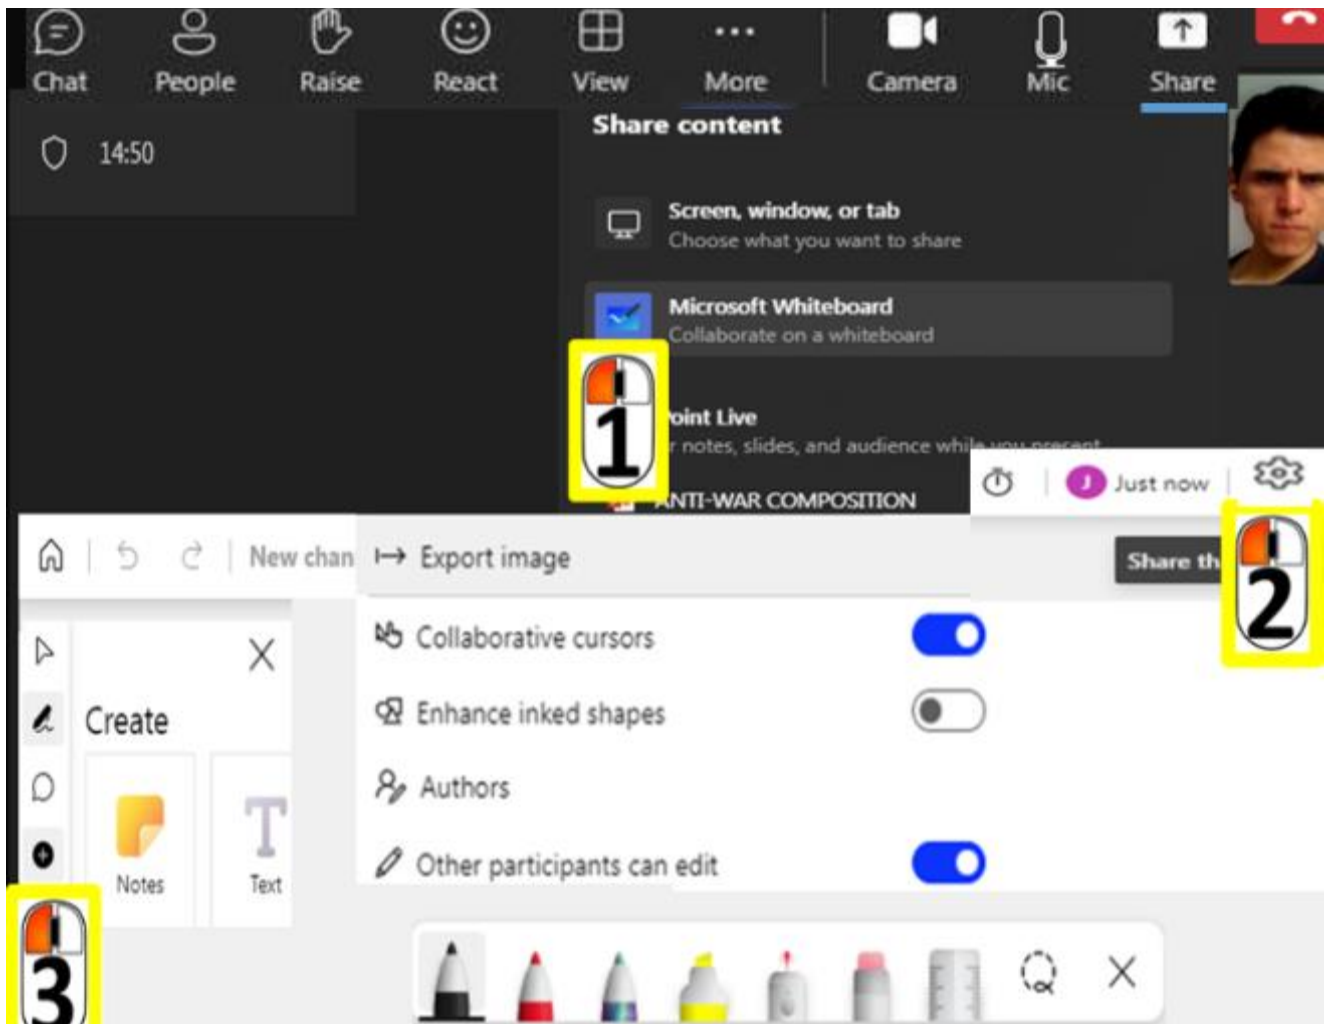 Chat People Raise React View More Camera Mic Share
14:50
Share content
Screen, window, or tab
Choose what you want to share
Microsoft Whiteboard
Collaborate on a whiteboard
1
oint Live
r notes, slides, and audience while you present
ANTI-WAR COMPOSITION
J Just now
2
Share th
New chan
Export image
Collaborative cursors
Enhance inked shapes
Authors
Other participants can edit
Create
Notes Text
3